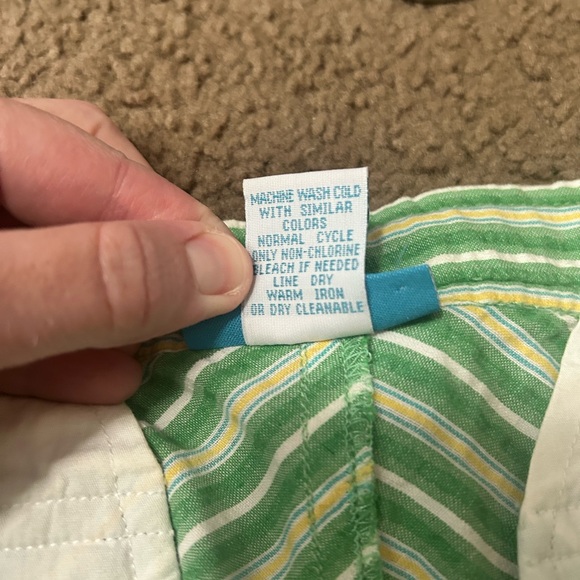 MACHINE WASH COLD
WITH SIMILAR
COLORS
NORMAL CYCLE
ONLY NON-CHLORINE
BLEACH IF NEEDED
LINE DRY
WARM IRON
OR DRY CLEANABLE